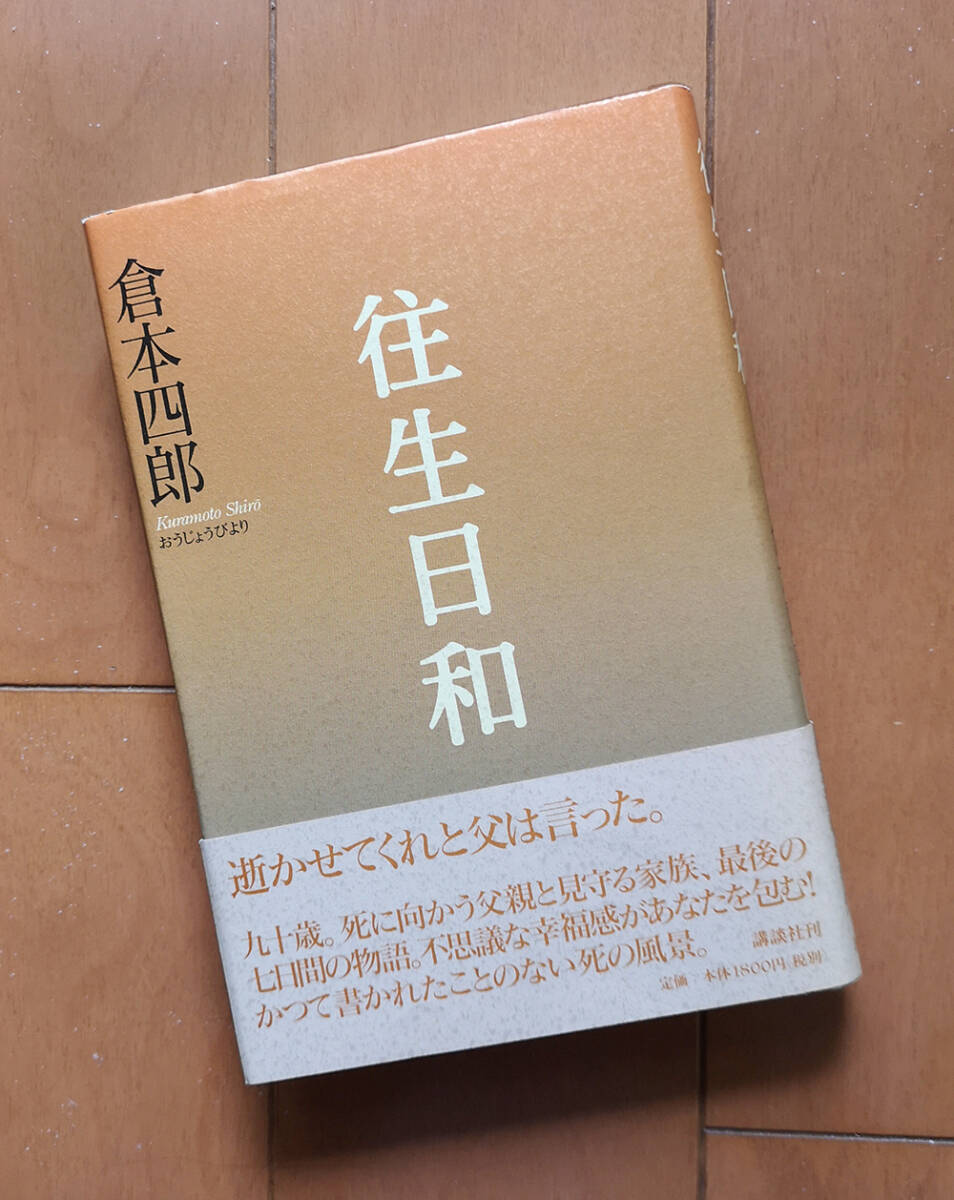 倉本四郎
Kuramoto Shirō
おうじょうびより
往生日和
逝かせてくれと父は言った。
九十歳。死に向かう父親と見守る家族、最後の
七日間の物語。不思議な幸福感があなたを包む!
かつて書かれたことのない死の風景。
講談社刊
定価 本体1800円(税別)